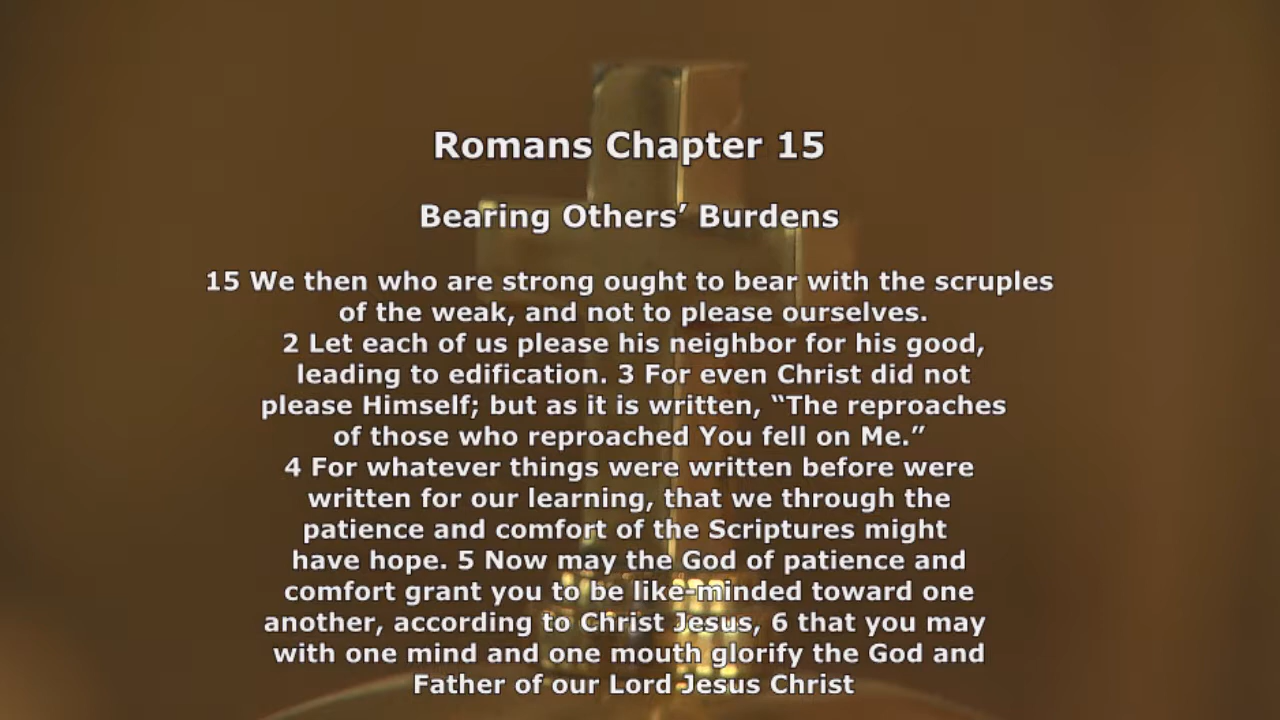 Romans Chapter 15
Bearing Others’ Burdens
15 We then who are strong ought to bear with the scruples
of the weak, and not to please ourselves.
2 Let each of us please his neighbor for his good,
leading to edification. 3 For even Christ did not
please Himself; but as it is written, “The reproaches
of those who reproached You fell on Me.”
4 For whatever things were written before were
written for our learning, that we through the
patience and comfort of the Scriptures might
have hope. 5 Now may the God of patience and
comfort grant you to be like-minded toward one
another, according to Christ Jesus, 6 that you may
with one mind and one mouth glorify the God and
Father of our Lord Jesus Christ